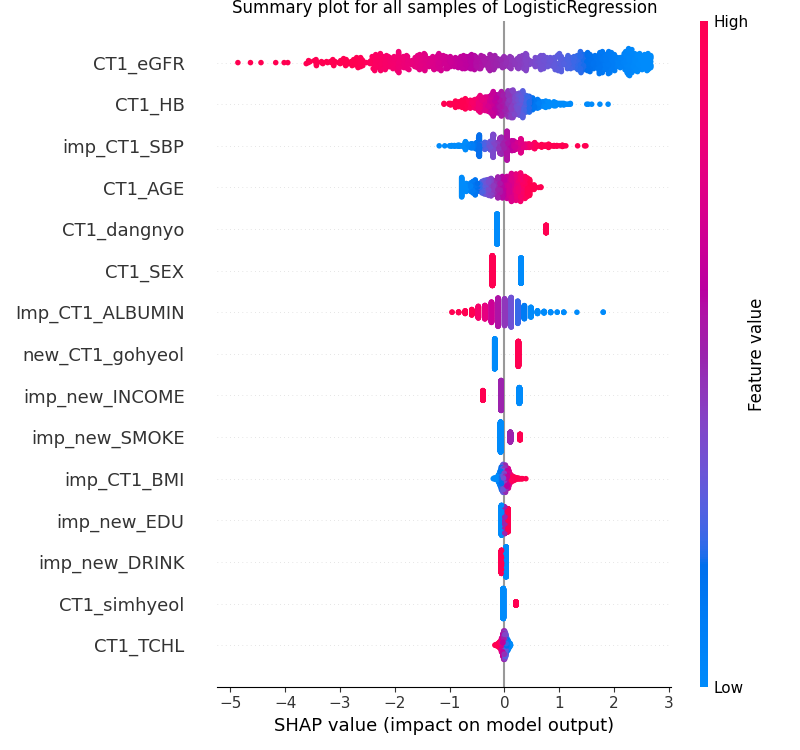 Summary plot for all samples of LogisticRegression
High
CT1_eGFR
CT1_HB
imp_CT1_SBP
CT1_AGE
CT1_dangnyo
CT1_SEX
Imp_CT1_ALBUMIN
new_CT1_gohyeol
imp_new_INCOME
imp_new_SMOKE
imp_CT1_BMI
imp_new_EDU
imp_new_DRINK
CT1_simhyeol
CT1_TCHL
Feature value
Low
−5 −4 −3 −2 −1 0 1 2 3
SHAP value (impact on model output)